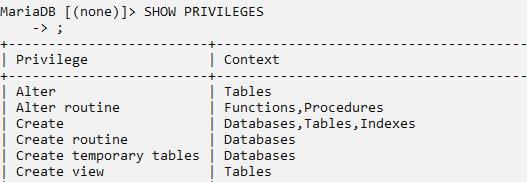 MariaDB [(none)]> SHOW PRIVILEGES
    -> ;
+-------------------------+---------------------------------------
| Privilege               | Context
+-------------------------+---------------------------------------
| Alter                   | Tables
| Alter routine           | Functions,Procedures
| Create                  | Databases,Tables,Indexes
| Create routine          | Databases
| Create temporary tables | Databases
| Create view             | Tables